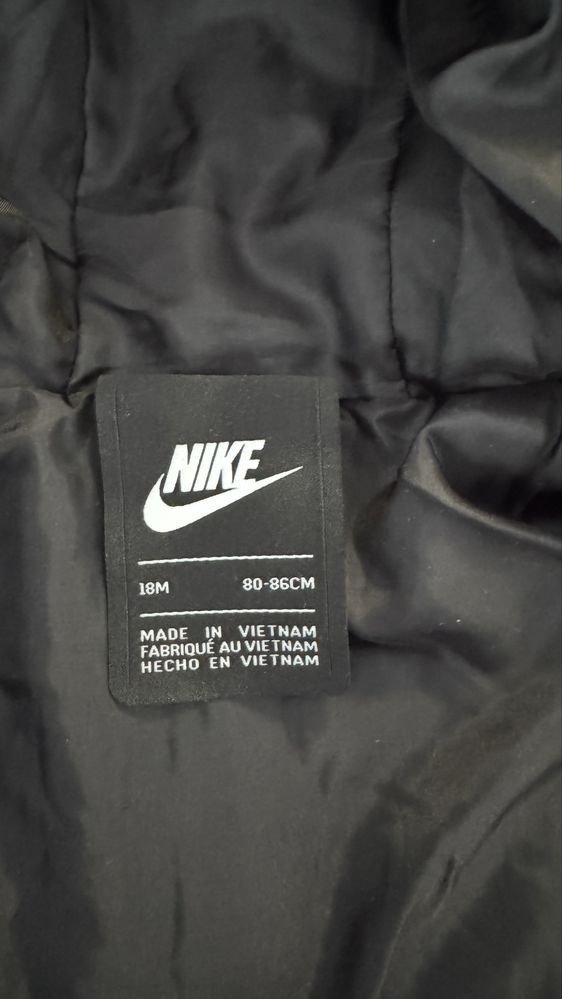 NIKE
18M 80-86CM
MADE IN VIETNAM
FABRIQUÉ AU VIETNAM
HECHO EN VIETNAM